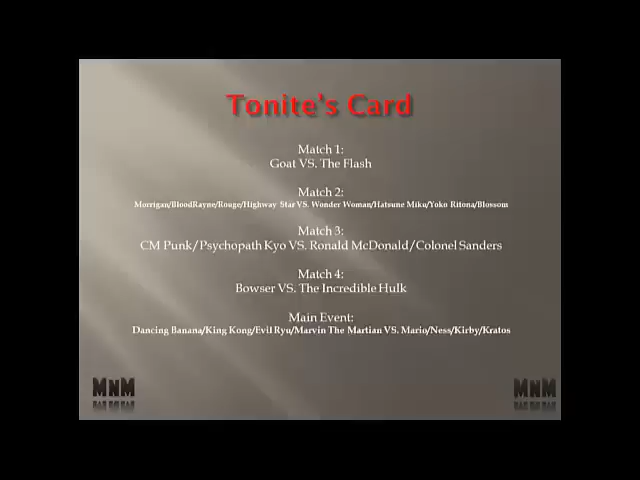 Tonite's Card
Match 1:
Goat VS. The Flash
Match 2:
Morrigan/BloodRayne/Rouge/Highway Star VS. Wonder Woman/Hatsune Miku/Yoko Ritona/Blossom
Match 3:
CM Punk/Psychopath Kyo VS. Ronald McDonald/Colonel Sanders
Match 4:
Bowser VS. The Incredible Hulk
Main Event:
Dancing Banana/King Kong/Evil Ryu/Marvin The Martian VS. Mario/Ness/Kirby/Kratos
MNM
MNM